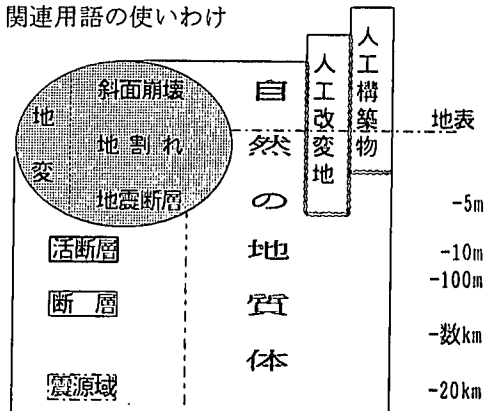 関連用語の使いわけ
地変
斜面崩壊
地割れ
地震断層
活断層
断層
震源域
自然の地質体
人工改変地
人工構築物
地表
-5m
-10m
-100m
-数km
-20km